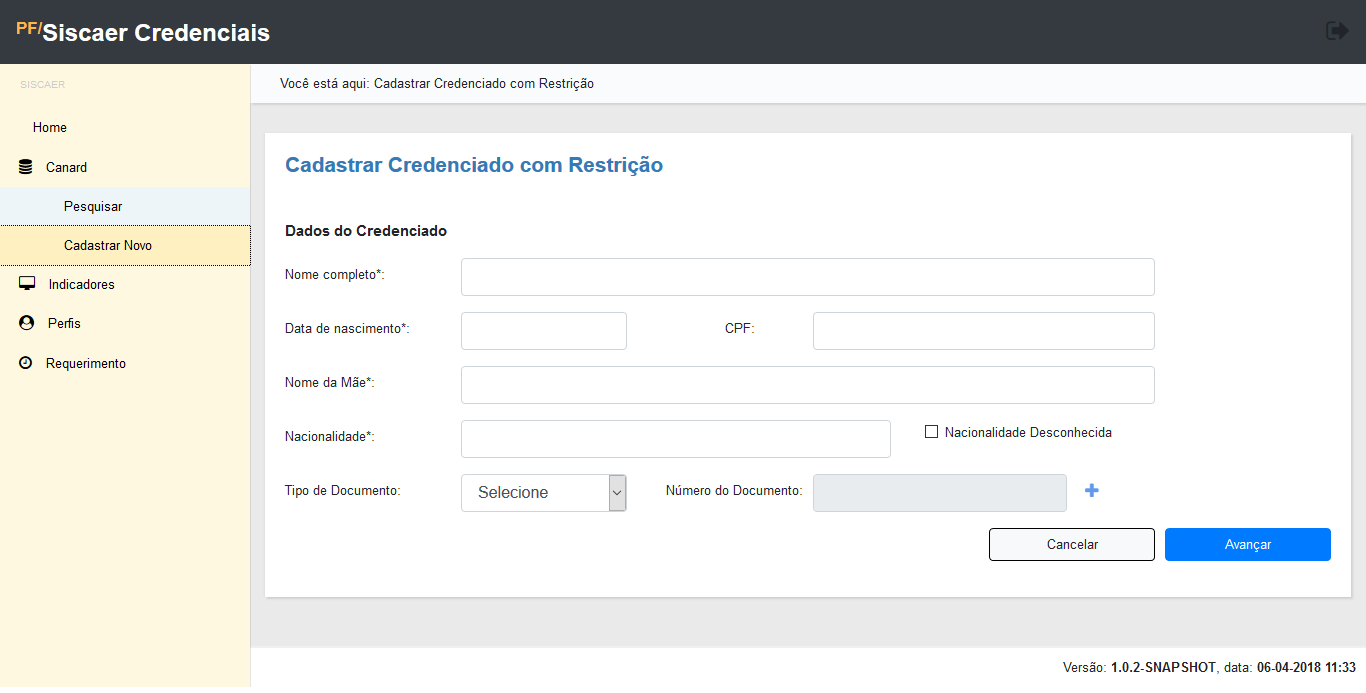 PF/Siscaer Credenciais
SISCAER
Você está aqui: Cadastrar Credenciado com Restrição
Home
Canard
Pesquisar
Cadastrar Novo
Indicadores
Perfis
Requerimento
Cadastrar Credenciado com Restrição
Dados do Credenciado
Nome completo*:
Data de nascimento*: CPF:
Nome da Mãe*:
Nacionalidade*: Nacionalidade Desconhecida
Tipo de Documento: Selecione Número do Documento:
Cancelar Avançar
Versão: 1.0.2-SNAPSHOT, data: 06-04-2018 11:33